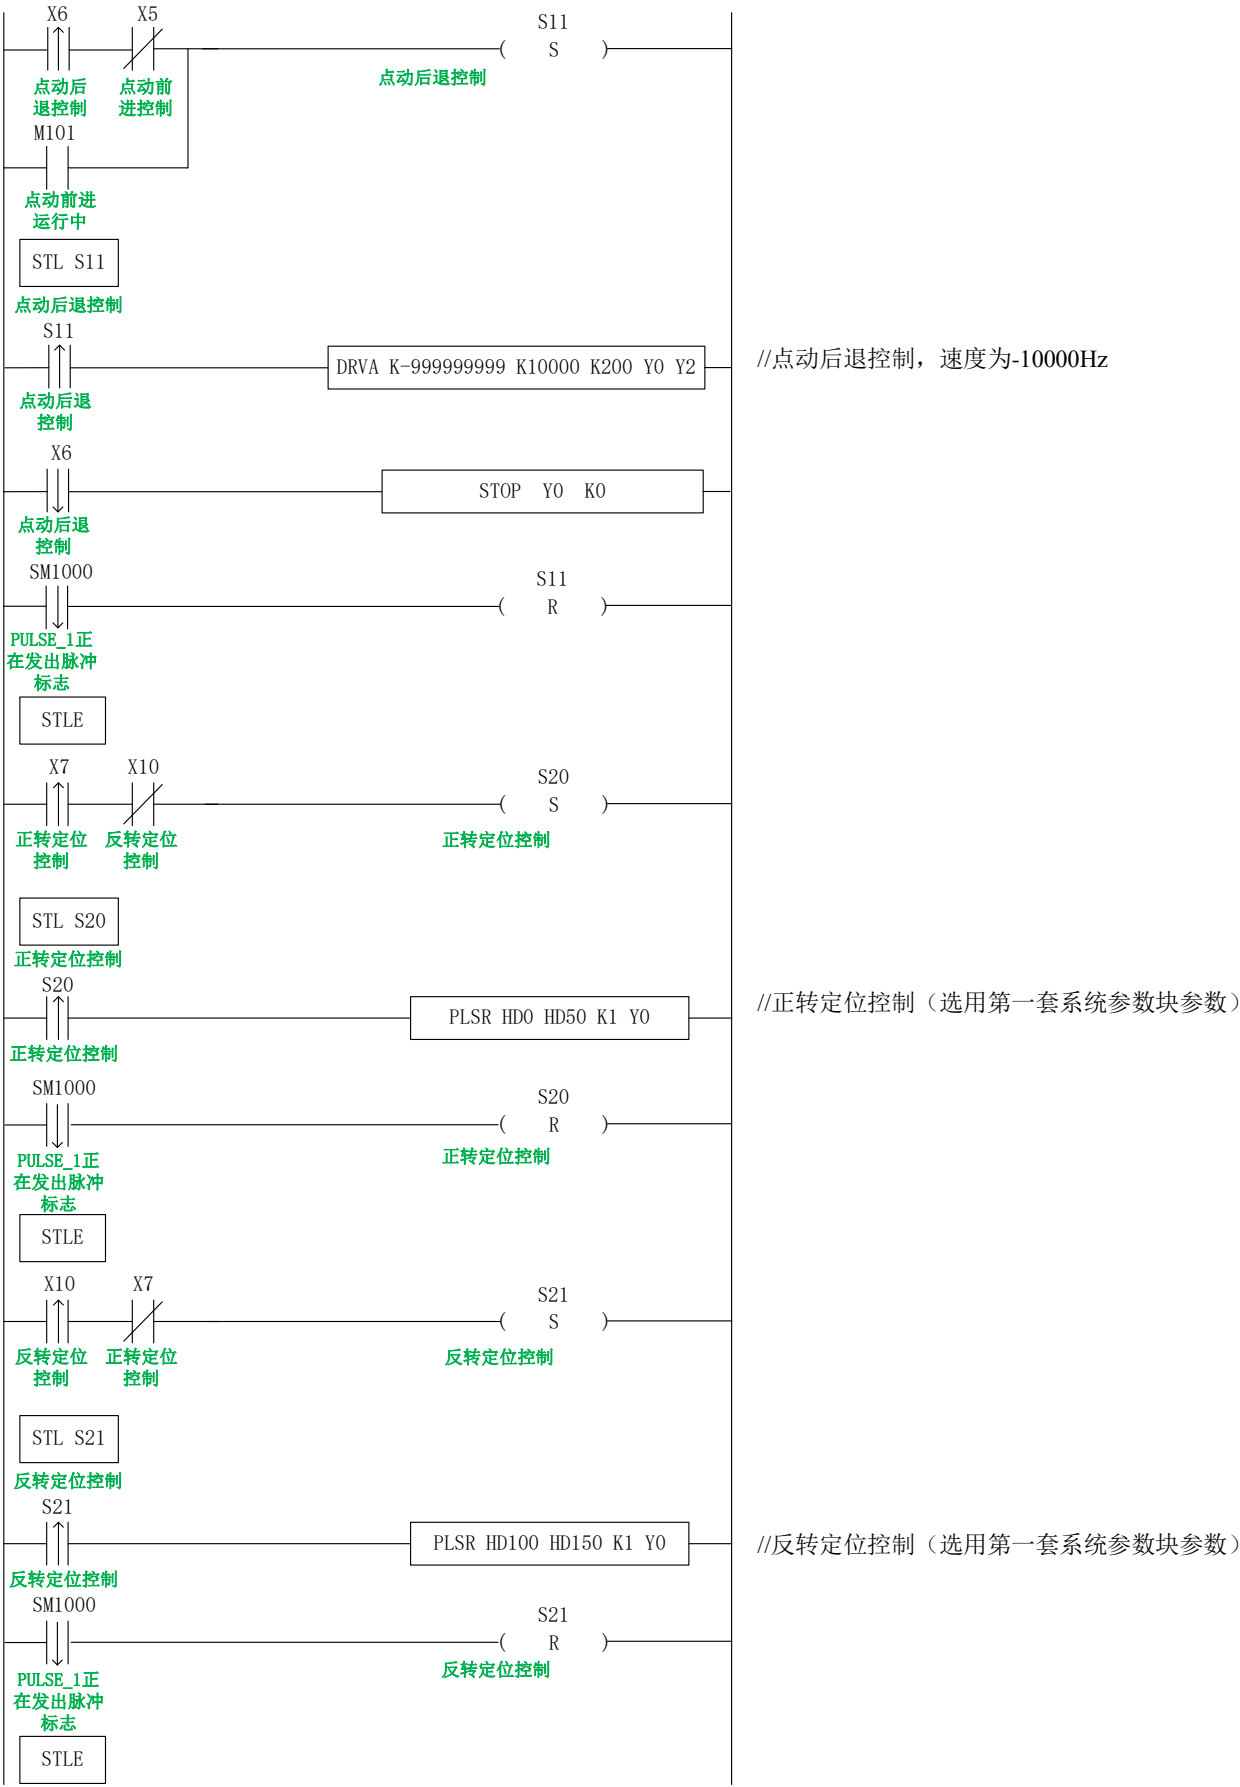 X6 X5 S11
S
点动后
退控制
点动前
进控制
点动后退控制
M101
点动前进
运行中
STL S11
点动后退控制
S11
DRVA K-999999999 K10000 K200 Y0 Y2
//点动后退控制，速度为-10000Hz
点动后退
控制
X6
STOP Y0 K0
点动后退
控制
SM1000
S11
R
PULSE_1正
在发出脉冲
标志
STLE
X7 X10 S20
S
正转定位
控制
反转定位
控制
正转定位控制
STL S20
正转定位控制
S20
PLSR HD0 HD50 K1 Y0
//正转定位控制（选用第一套系统参数块参数）
正转定位控制
SM1000
S20
R
正转定位控制
PULSE_1正
在发出脉冲
标志
STLE
X10 X7 S21
S
反转定位
控制
正转定位
控制
反转定位控制
STL S21
反转定位控制
S21
PLSR HD100 HD150 K1 Y0
//反转定位控制（选用第一套系统参数块参数）
反转定位控制
SM1000
S21
R
反转定位控制
PULSE_1正
在发出脉冲
标志
STLE